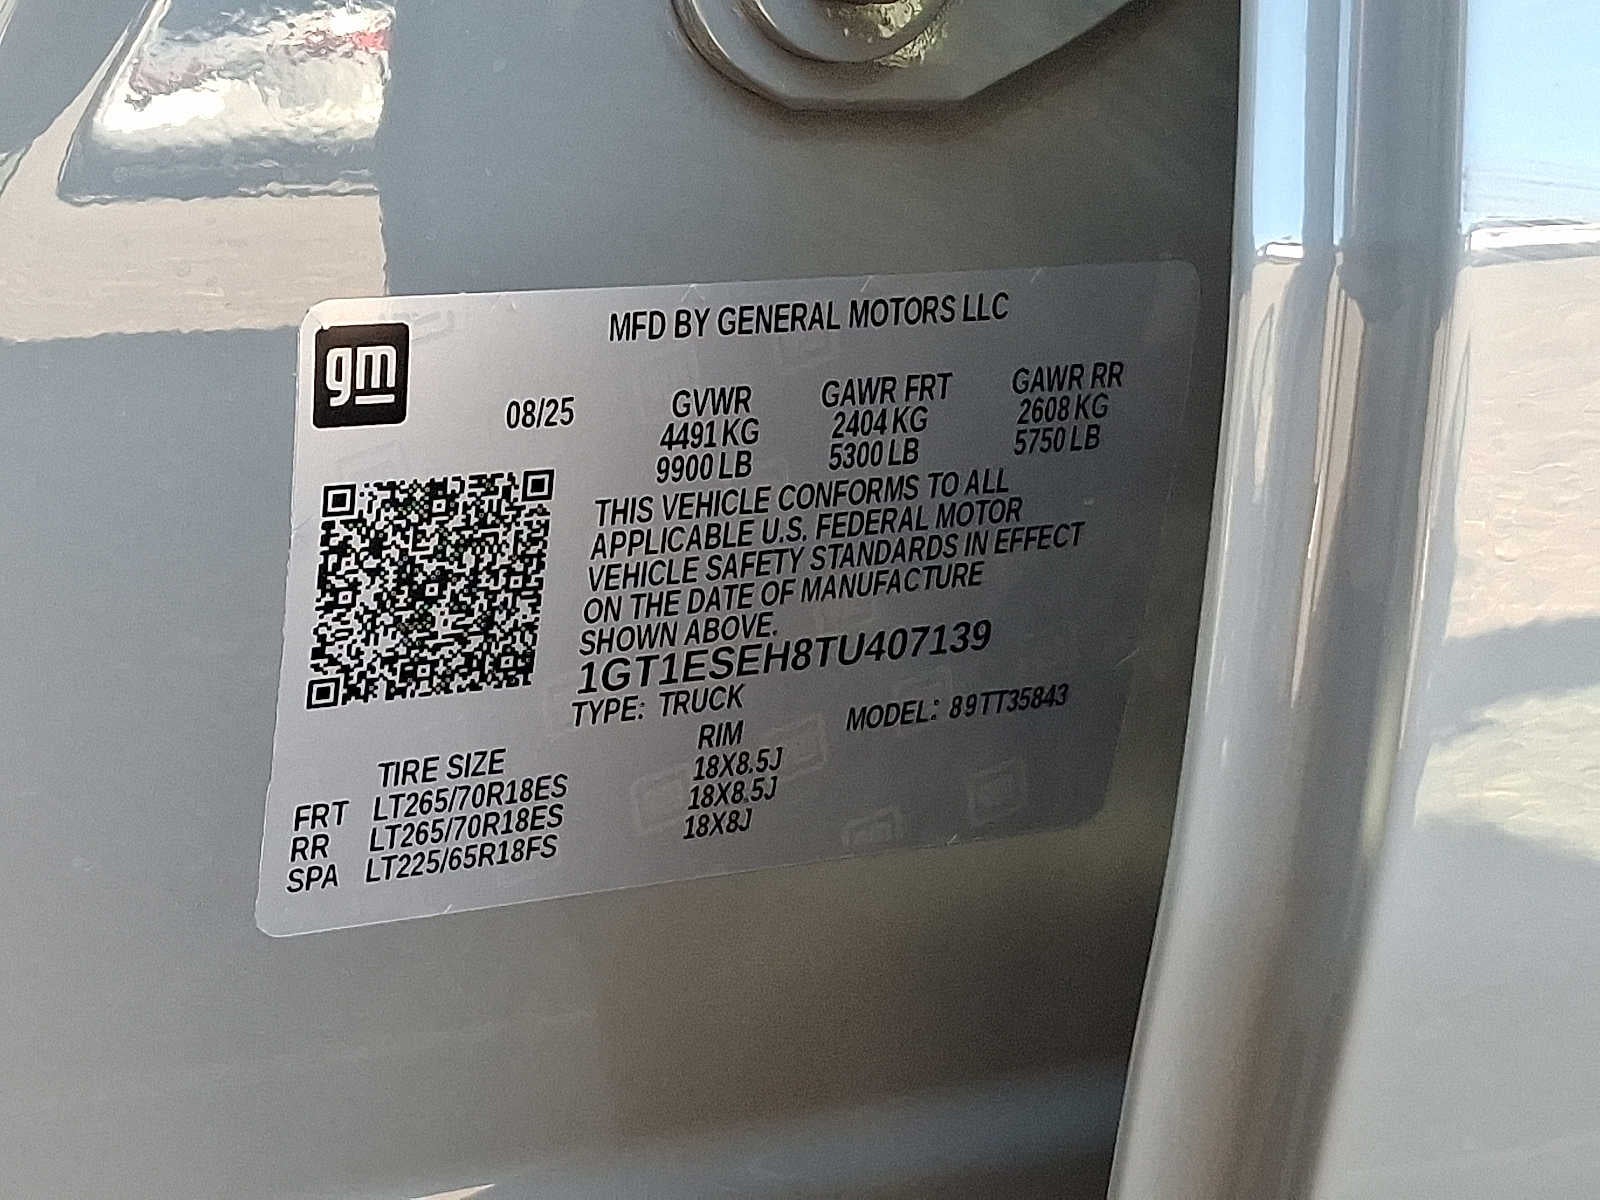 gm
MFD BY GENERAL MOTORS LLC
08/25
GVWR GAWR FRT GAWR RR
4491 KG 2404 KG 2608 KG
9900 LB 5300 LB 5750 LB
THIS VEHICLE CONFORMS TO ALL
APPLICABLE U.S. FEDERAL MOTOR
VEHICLE SAFETY STANDARDS IN EFFECT
ON THE DATE OF MANUFACTURE
SHOWN ABOVE.
1GT1ESEH8TU407139
TYPE: TRUCK MODEL: 89TT35843
TIRE SIZE RIM
FRT LT265/70R18ES 18X8.5J
RR LT265/70R18ES 18X8.5J
SPA LT225/65R18FS 18X8J